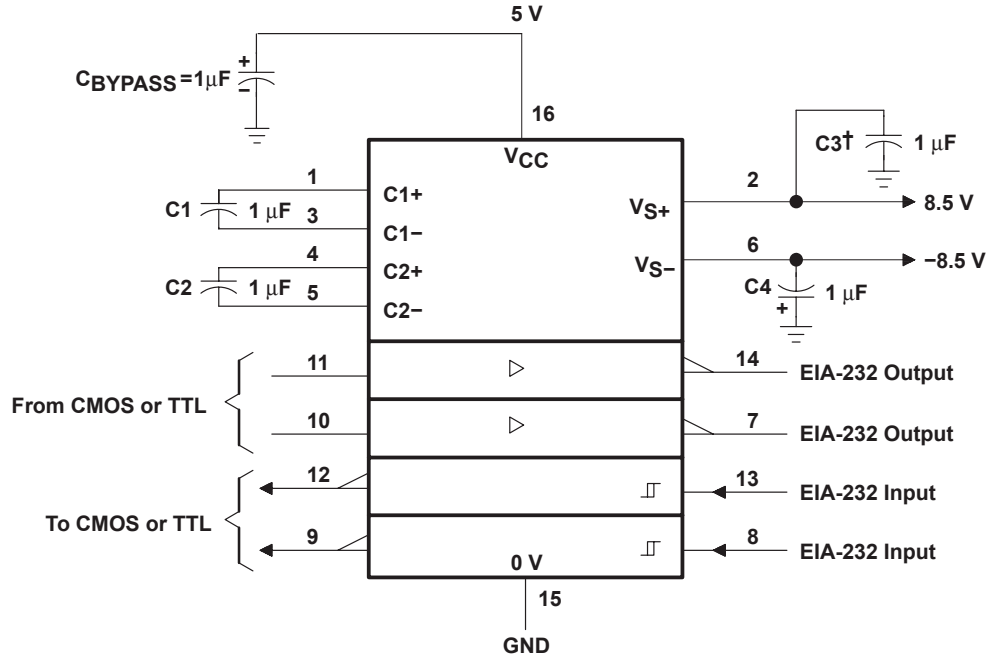 5 V
CBYPASS = 1μF
+
−
16
VCC
C3†
1 μF
1
C1+
2
VS+
8.5 V
C1
1 μF
3
C1−
4
C2+
6
VS−
−8.5 V
C2
1 μF
5
C2−
C4
1 μF
+
11
14
EIA-232 Output
From CMOS or TTL
10
7
EIA-232 Output
12
13
EIA-232 Input
To CMOS or TTL
9
8
EIA-232 Input
0 V
15
GND